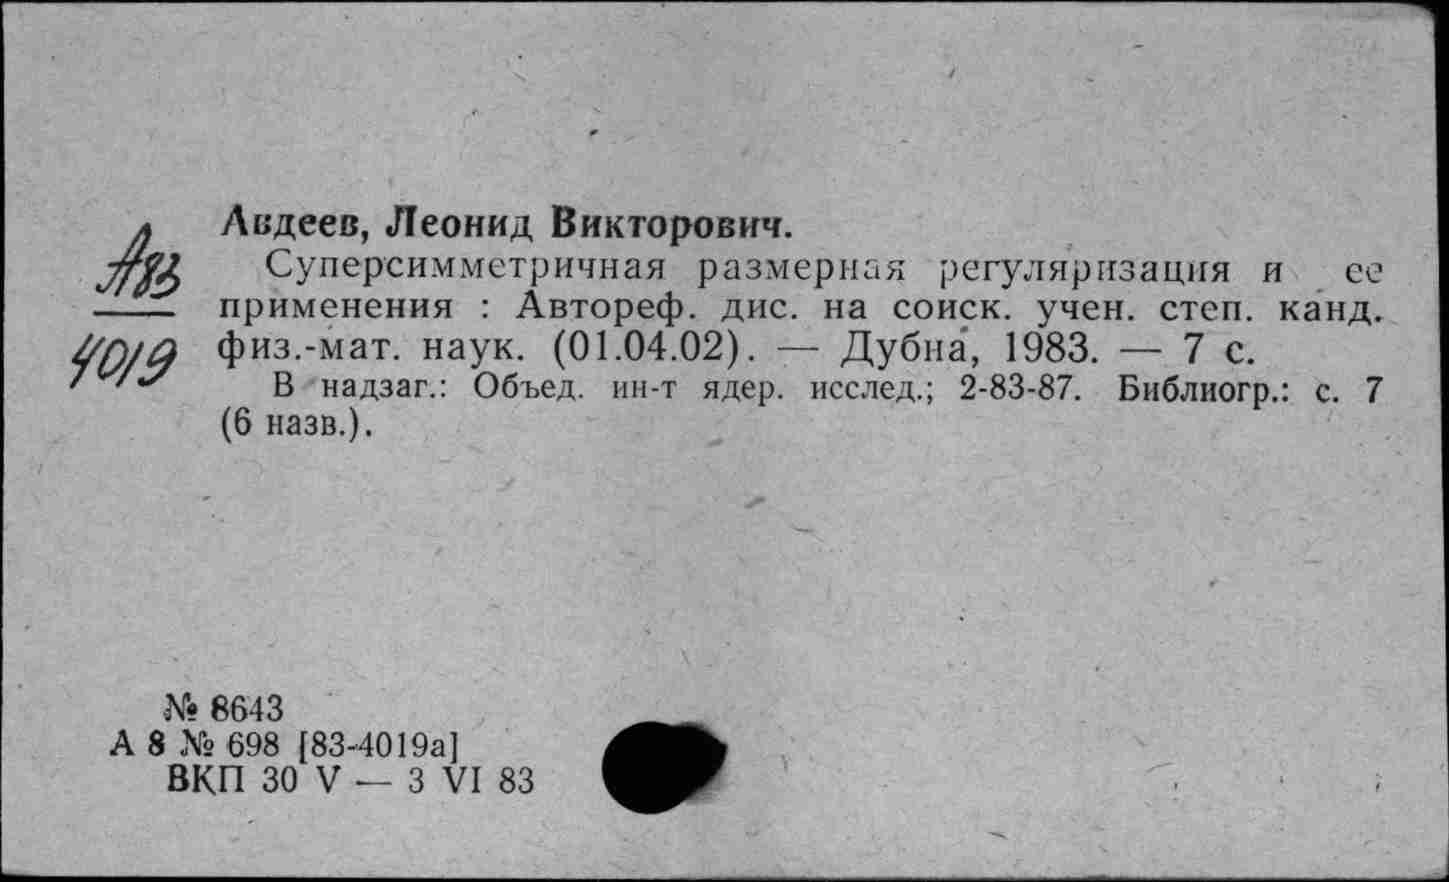 Авдеев, Леонид Викторович.
Суперсимметричная размерная регуляризация и ее
применения : Автореф. дис. на соиск. учен. степ. канд.
физ.-мат. наук. (01.04.02). — Дубна, 1983. — 7 с.
В надзаг.: Объед. ин-т ядер. исслед.; 2-83-87. Библиогр.: с. 7
(6 назв.).
Ав
4019
№ 8643
А 8 № 698 [83-4019а]
ВКП 30 V — 3 VI 83